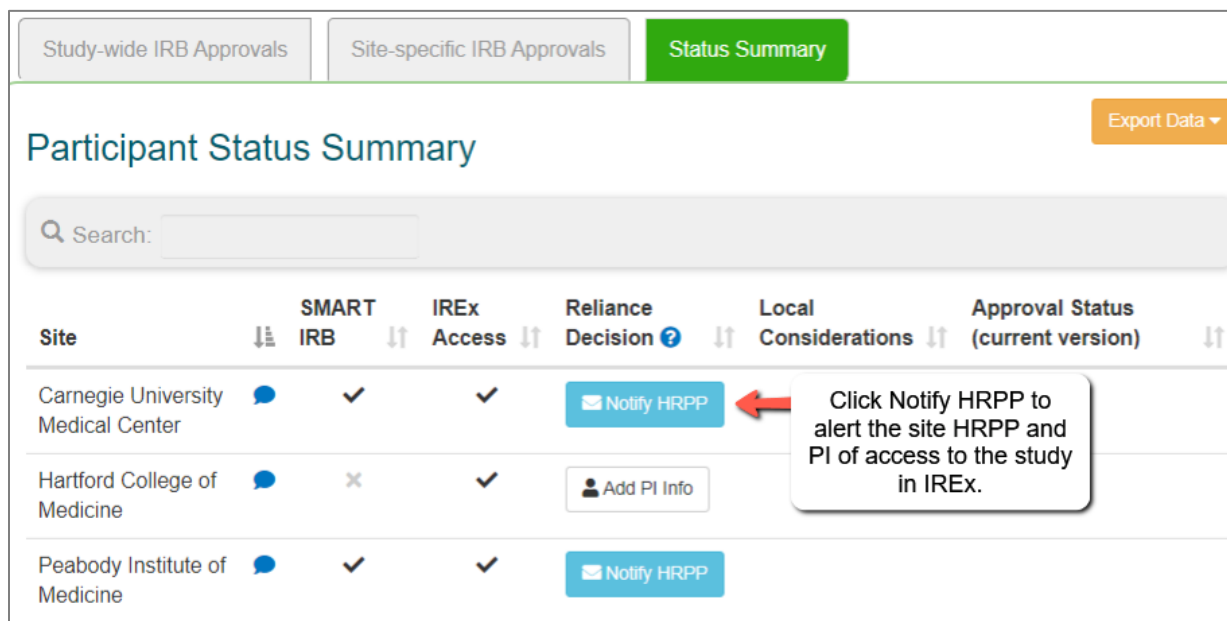 Study-wide IRB Approvals
Site-specific IRB Approvals
Status Summary
Export Data
Participant Status Summary
Search:
Site
SMART
IRB
IREx
Access
Reliance
Decision ?
Local
Considerations
Approval Status
(current version)
Carnegie University
Medical Center
Notify HRPP
Click Notify HRPP to
alert the site HRPP and
PI of access to the study
in IREx.
Hartford College of
Medicine
Add PI Info
Peabody Institute of
Medicine
Notify HRPP